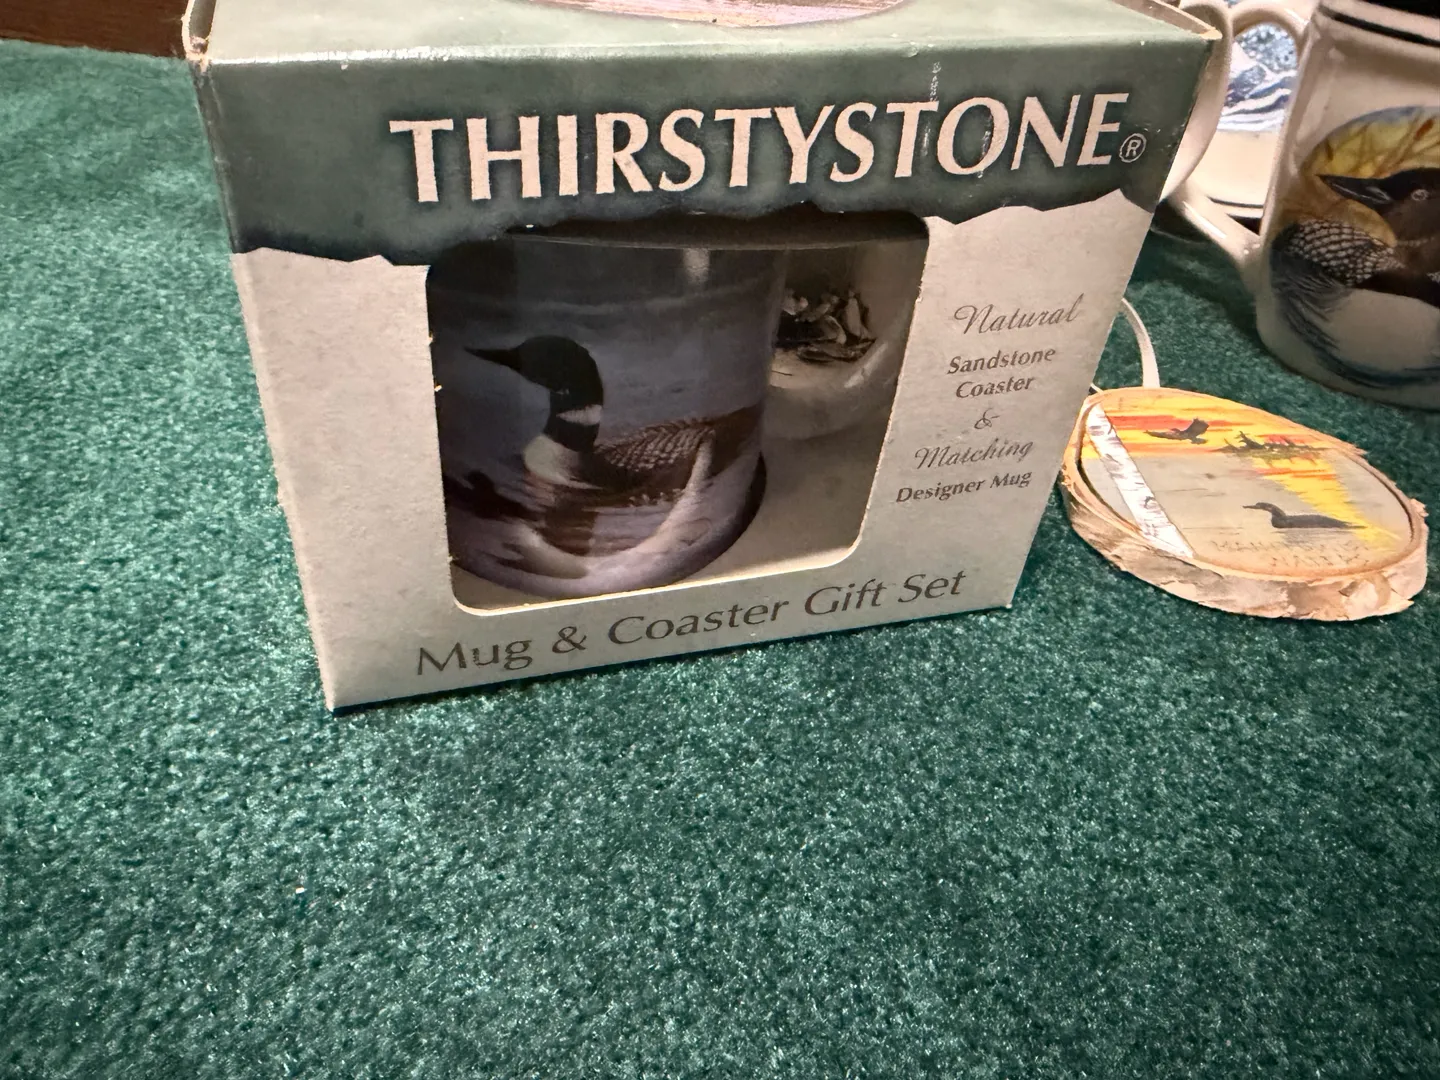 THIRSTYSTONE®
Natural
Sandstone
Coaster
&
Matching
Designer Mug
Mug & Coaster Gift Set